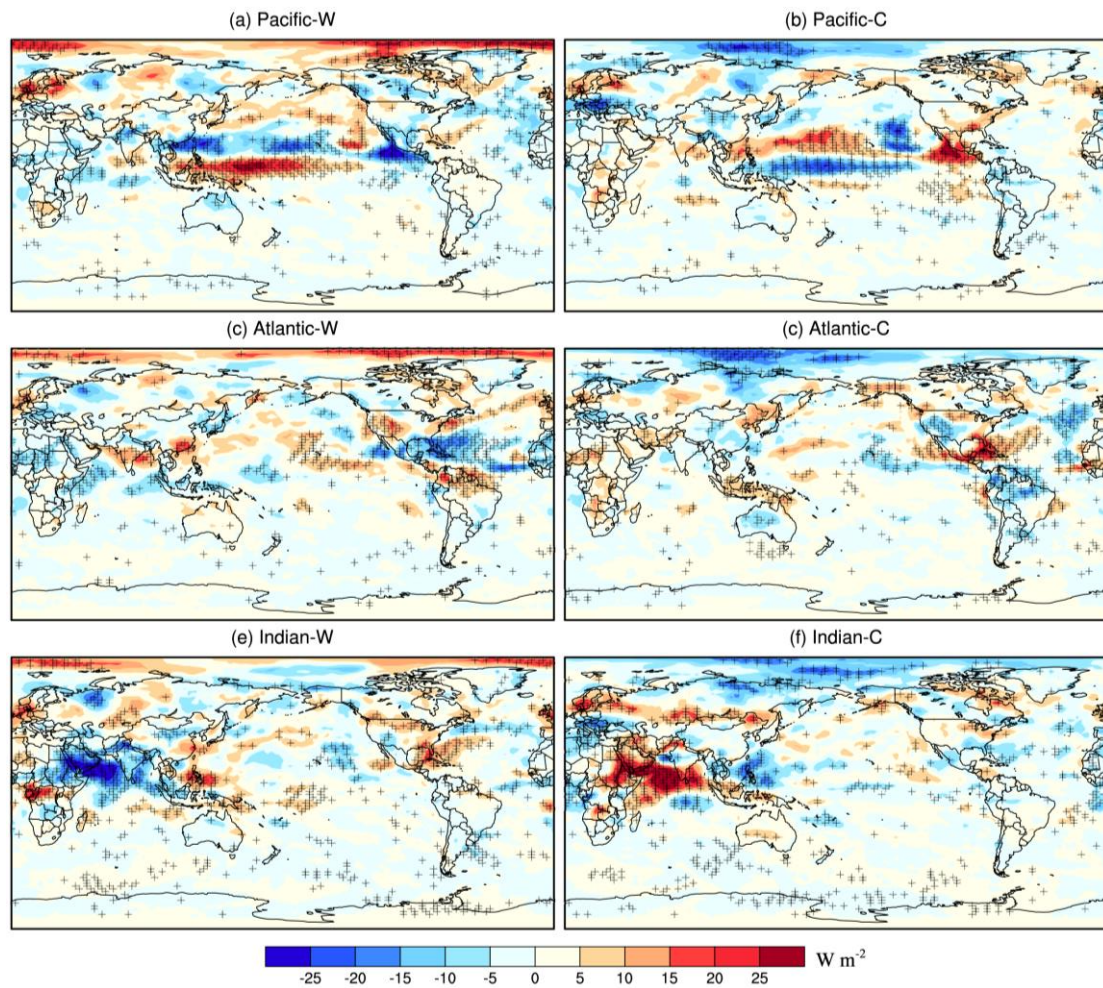 (a) Pacific-W
(b) Pacific-C
(c) Atlantic-W
(c) Atlantic-C
(e) Indian-W
(f) Indian-C
-25 -20 -15 -10 -5 0 5 10 15 20 25
W m-2